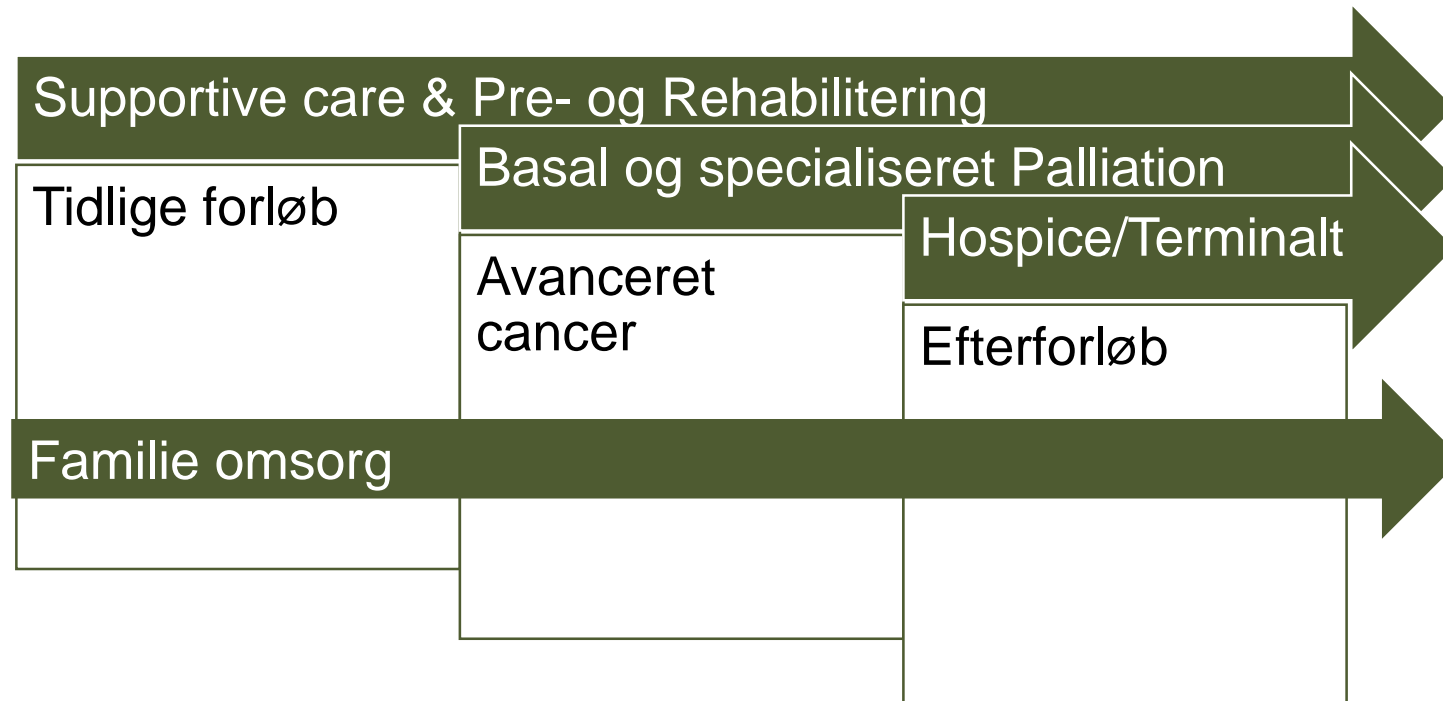 Supportive care & Pre- og Rehabilitering
Tidlige forløb
Basal og specialiseret Palliation
Avanceret
cancer
Hospice/Terminalt
Efterforløb
Familie omsorg